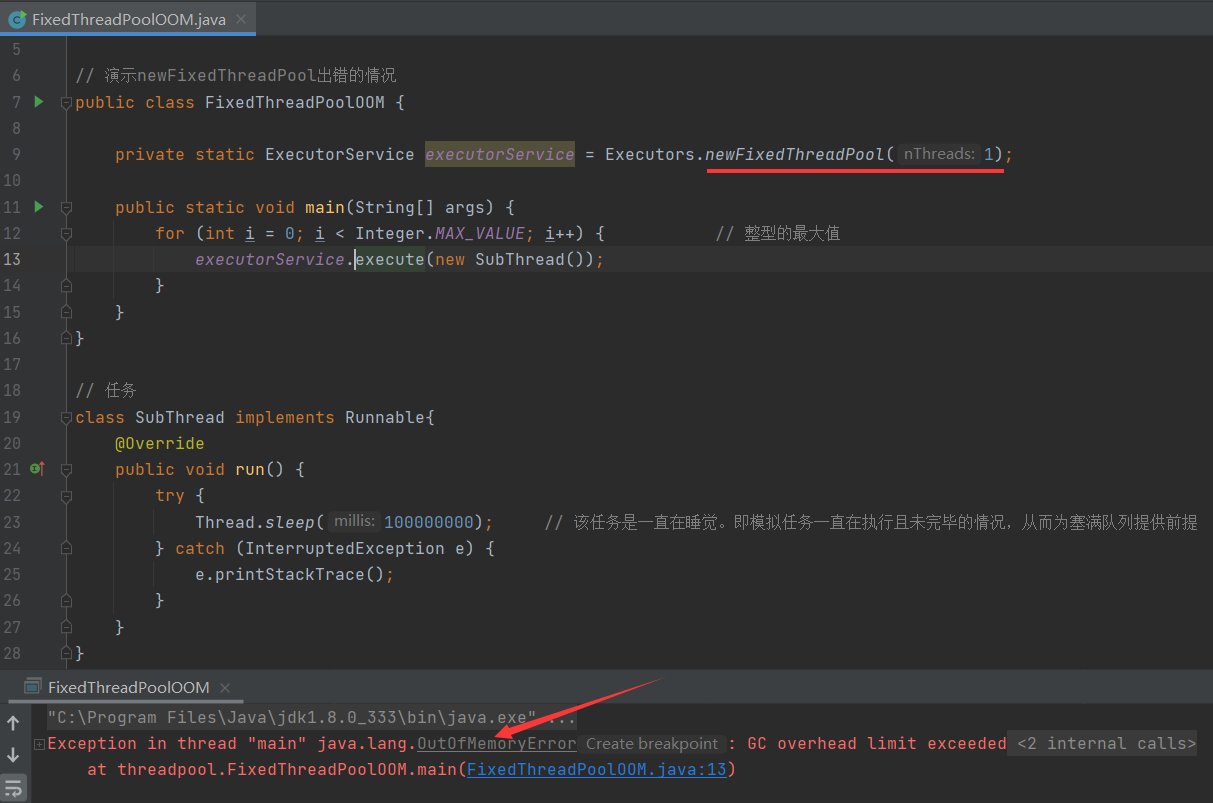 FixedThreadPoolOOM.java
5
6 // 演示newFixedThreadPool出错的情况
7 public class FixedThreadPoolOOM {
8
9 private static ExecutorService executorService = Executors.newFixedThreadPool( nThreads: 1);
10
11 public static void main(String[] args) {
12 for (int i = 0; i < Integer.MAX_VALUE; i++) { // 整型的最大值
13 executorService.execute(new SubThread());
14 }
15 }
16 }
17
18 // 任务
19 class SubThread implements Runnable{
20 @Override
21 public void run() {
22 try {
23 Thread.sleep( millis: 100000000); // 该任务是一直在睡觉。即模拟任务一直在执行且未完毕的情况，从而为塞满队列提供前提
24 } catch (InterruptedException e) {
25 e.printStackTrace();
26 }
27 }
28 }
FixedThreadPoolOOM
"C:\Program Files\Java\jdk1.8.0_333\bin\java.exe" ...
Exception in thread "main" java.lang.OutOfMemoryError Create breakpoint : GC overhead limit exceeded <2 internal calls>
at threadpool.FixedThreadPoolOOM.main(FixedThreadPoolOOM.java:13)